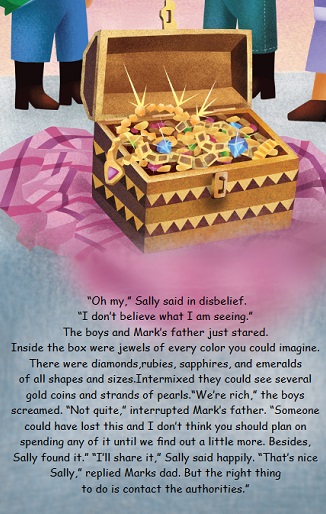 “Oh my,” Sally said in disbelief.
“I don’t believe what I am seeing.”
The boys and Mark’s father just stared.
Inside the box were jewels of every color you could imagine.
There were diamonds,rubies, sapphires, and emeralds
of all shapes and sizes.Intermixed they could see several
gold coins and strands of pearls.“We’re rich,” the boys
screamed. “Not quite,” interrupted Mark’s father. “Someone
could have lost this and I don’t think you should plan on
spending any of it until we find out a little more. Besides,
Sally found it.” “I’ll share it,” Sally said happily. “That’s nice
Sally,” replied Marks dad. But the right thing
to do is contact the authorities.”